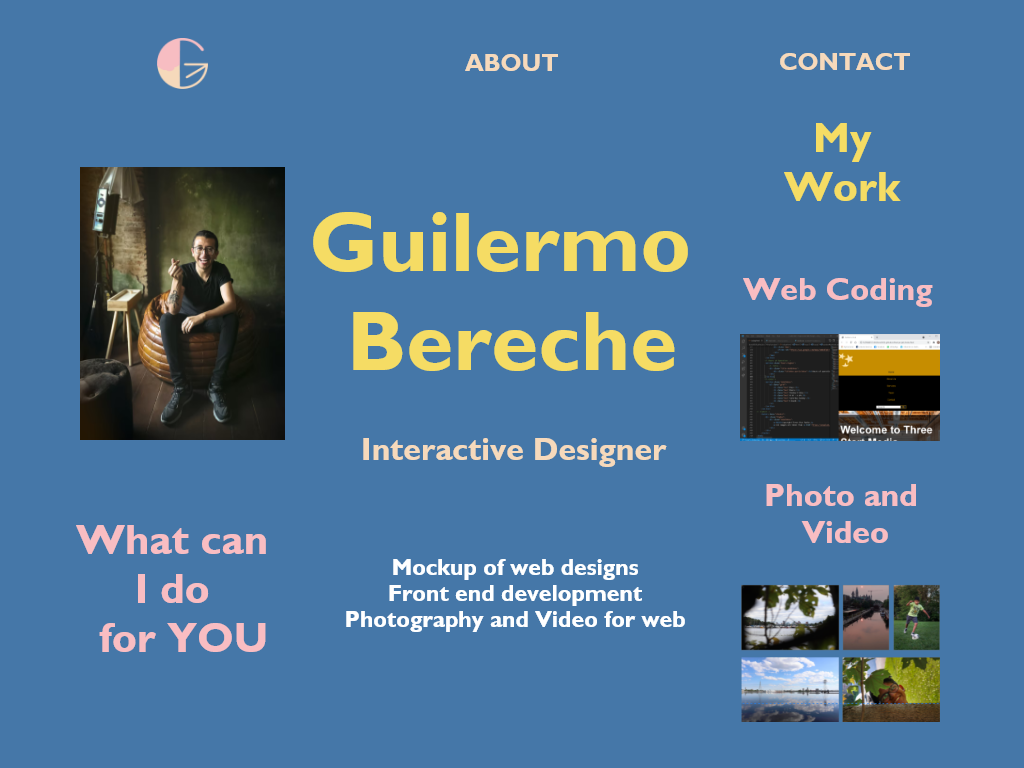 G
ABOUT
CONTACT
My
Work
Guilermo
Bereche
Web Coding
Welcome to Three
Interactive Designer
Photo and
Video
What can
I do
for YOU
Mockup of web designs
Front end development
Photography and Video for web